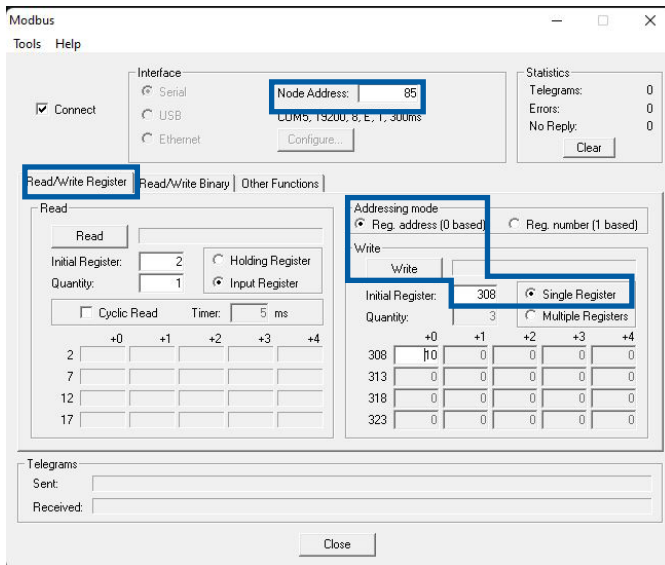 Modbus
Tools Help
Connect
Interface
Serial
USB
Ethernet
Node Address: 85
COM5, 19200, 8, E, 1, 300ms
Configure...
Statistics
Telegrams: 0
Errors: 0
No Reply: 0
Clear
Read/Write Register Read/Write Binary Other Functions
Read
Read
Initial Register: 2
Quantity: 1
Holding Register
Input Register
Cyclic Read Timer: 5 ms
+0 +1 +2 +3 +4
2
7
12
17
Addressing mode
Reg. address (0 based) Reg. number (1 based)
Write
Write
Initial Register: 308
Quantity: 3
Single Register
Multiple Registers
+0 +1 +2 +3 +4
308 10 0 0 0 0
313 0 0 0 0 0
318 0 0 0 0 0
323 0 0 0 0 0
Telegrams
Sent:
Received:
Close